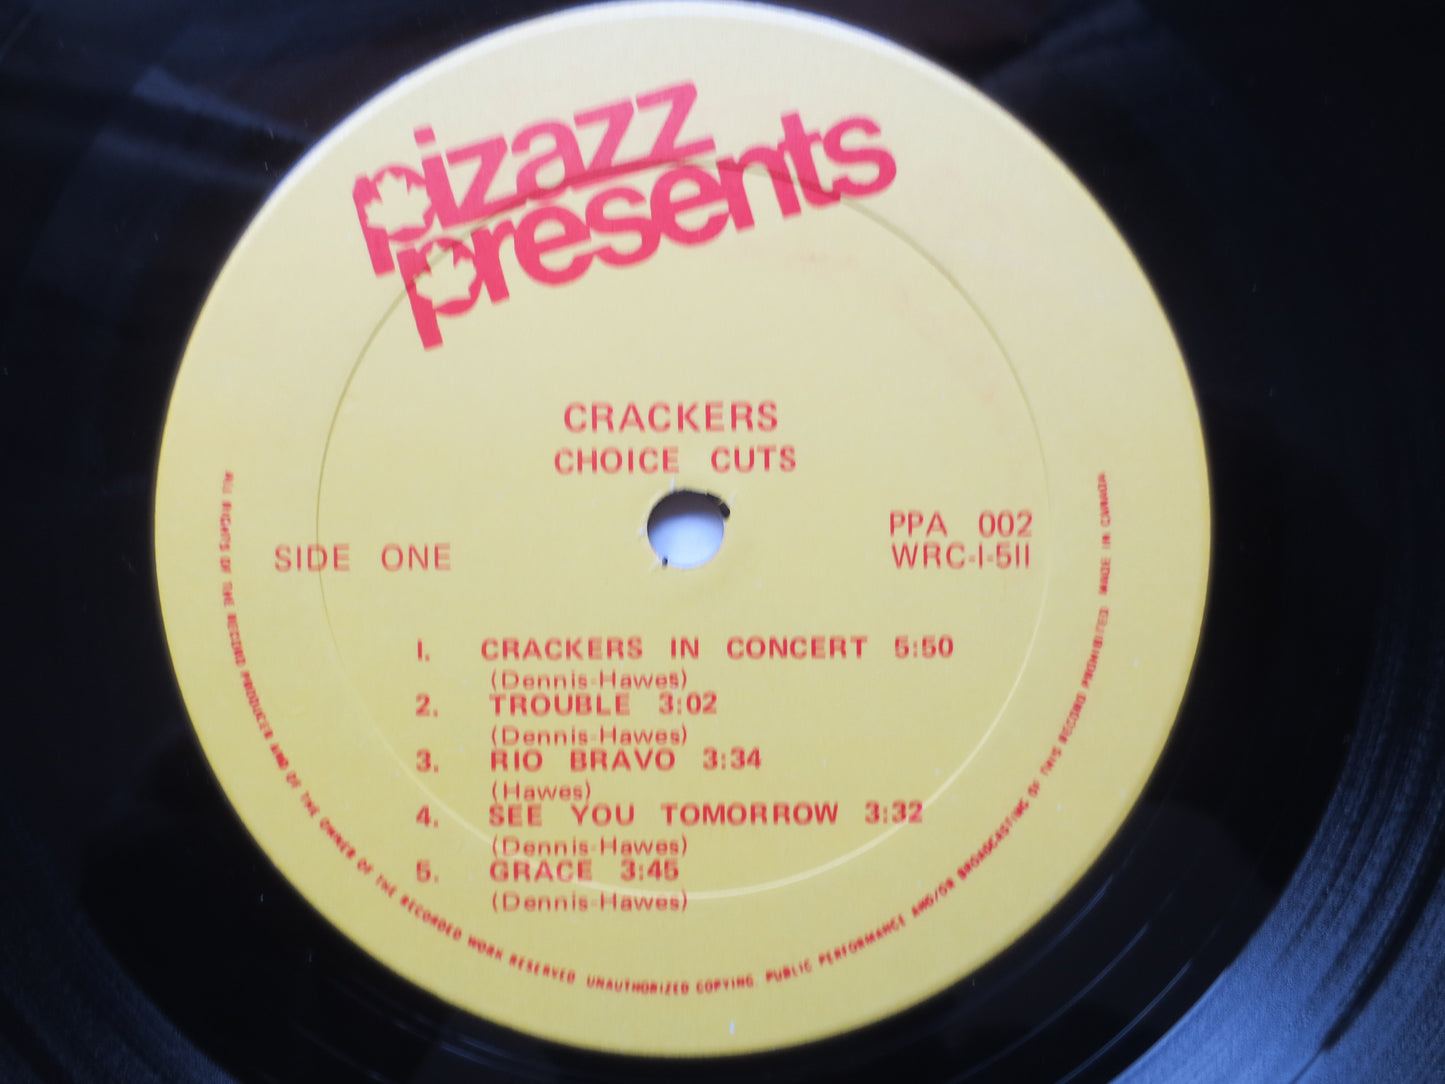 pizazz
presents
CRACKERS
CHOICE CUTS
SIDE ONE
PPA 002
WRC-I-5II
I. CRACKERS IN CONCERT 5:50
(Dennis-Hawes)
2. TROUBLE 3:02
(Dennis-Hawes)
3. RIO BRAVO 3:34
(Hawes)
4. SEE YOU TOMORROW 3:32
(Dennis-Hawes)
5. GRACE 3:45
(Dennis-Hawes)
ALL RIGHTS OF THE RECORD PRODUCER AND OF THE OWNER OF THE RECORDED WORK RESERVED UNAUTHORIZED COPYING. PUBLIC PERFORMANCE AND/OR BROADCASTING OF THIS RECORD PROHIBITED MADE IN CANADA